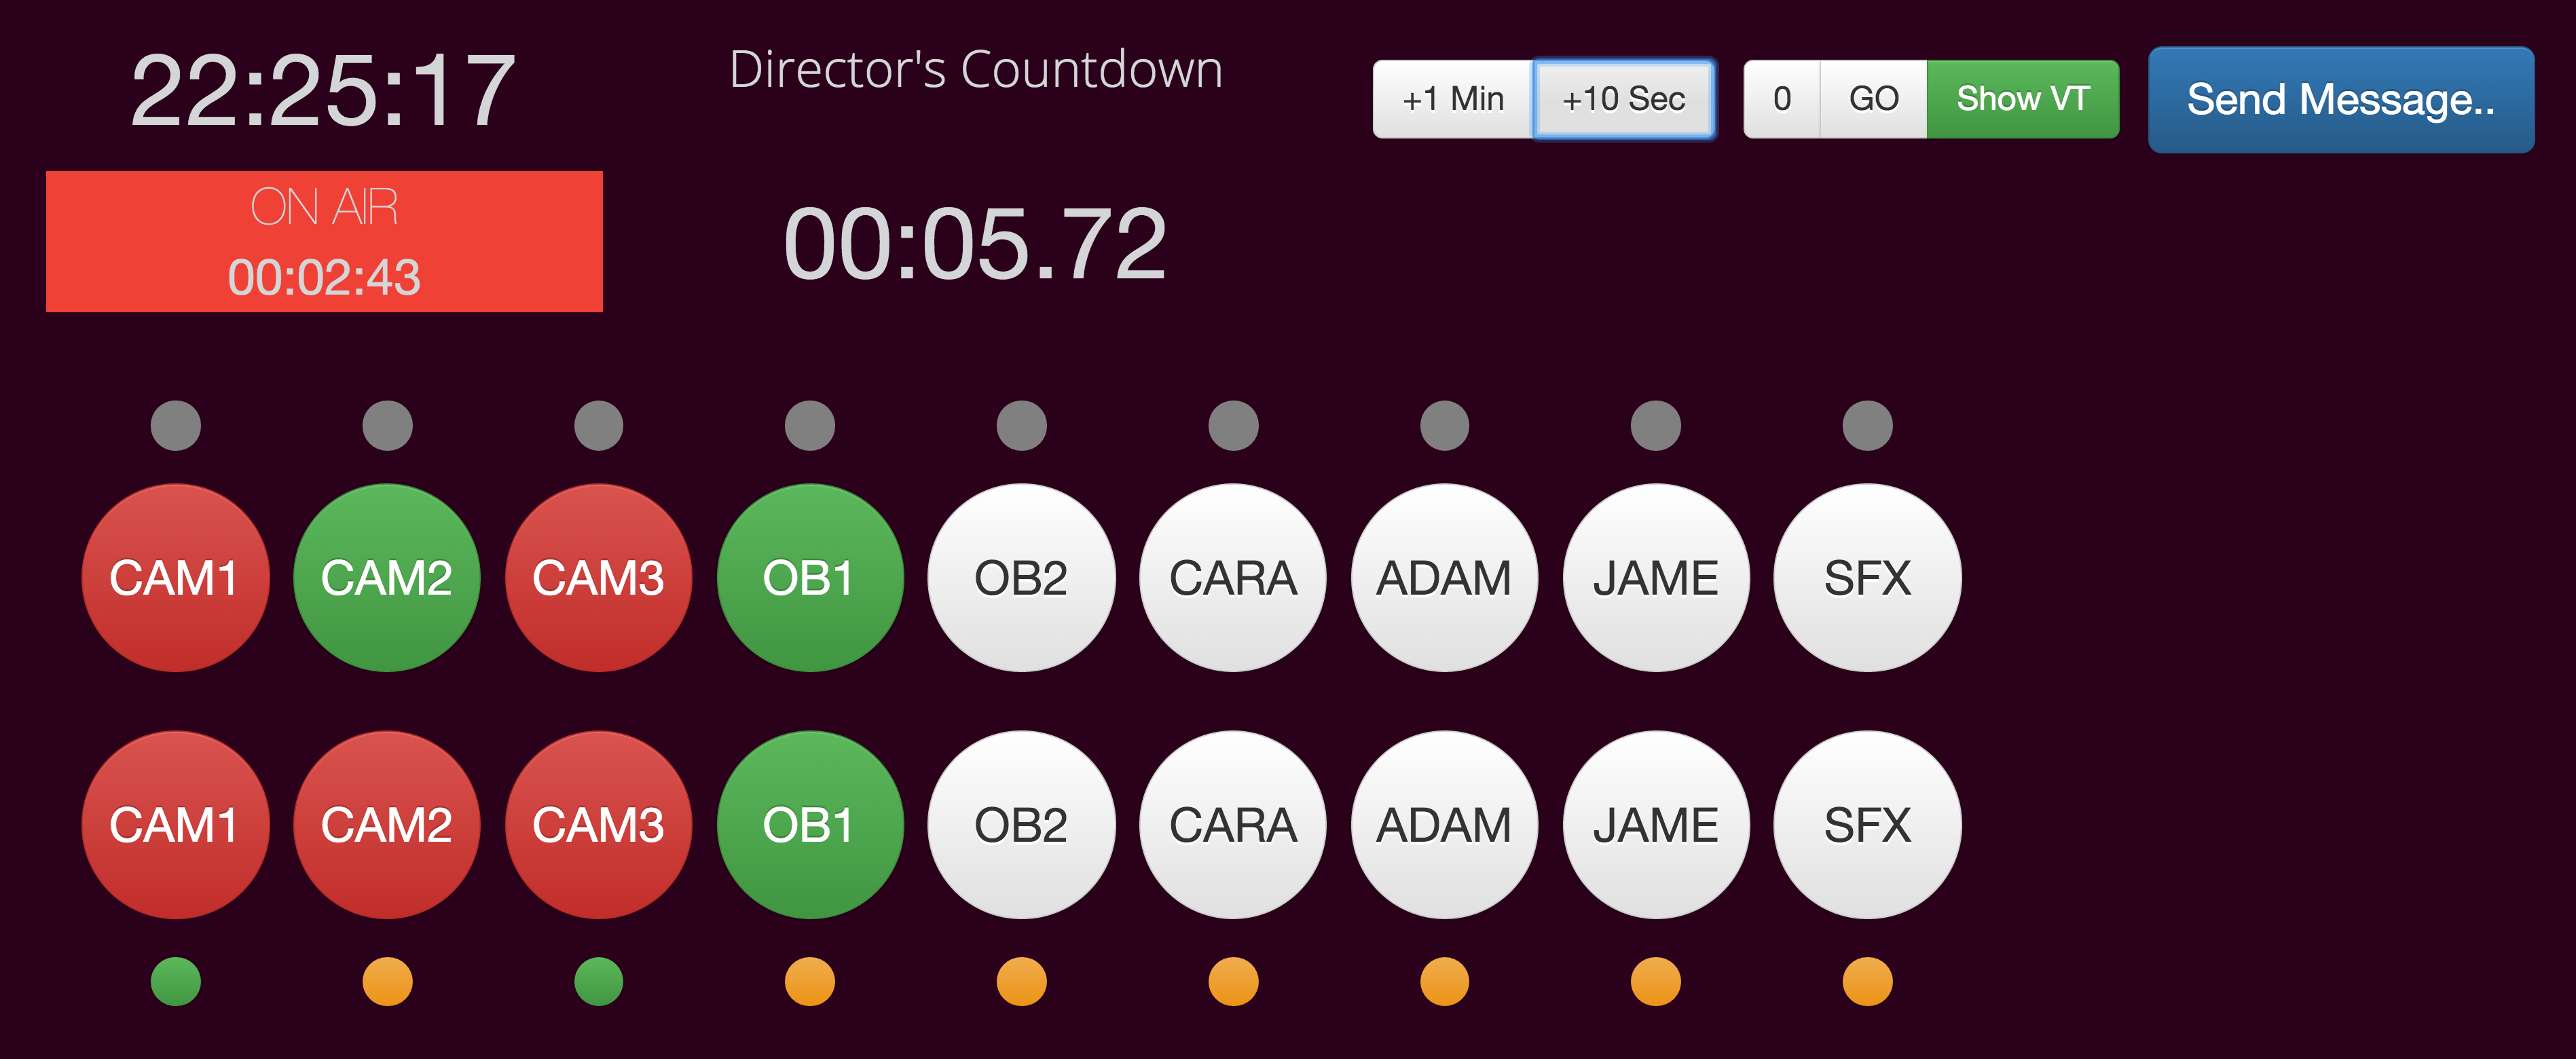 22:25:17
Director's Countdown
+1 Min +10 Sec
0 GO Show VT
Send Message..
ON AIR
00:02:43
00:05.72
CAM1 CAM2 CAM3 OB1 OB2 CARA ADAM JAME SFX
CAM1 CAM2 CAM3 OB1 OB2 CARA ADAM JAME SFX